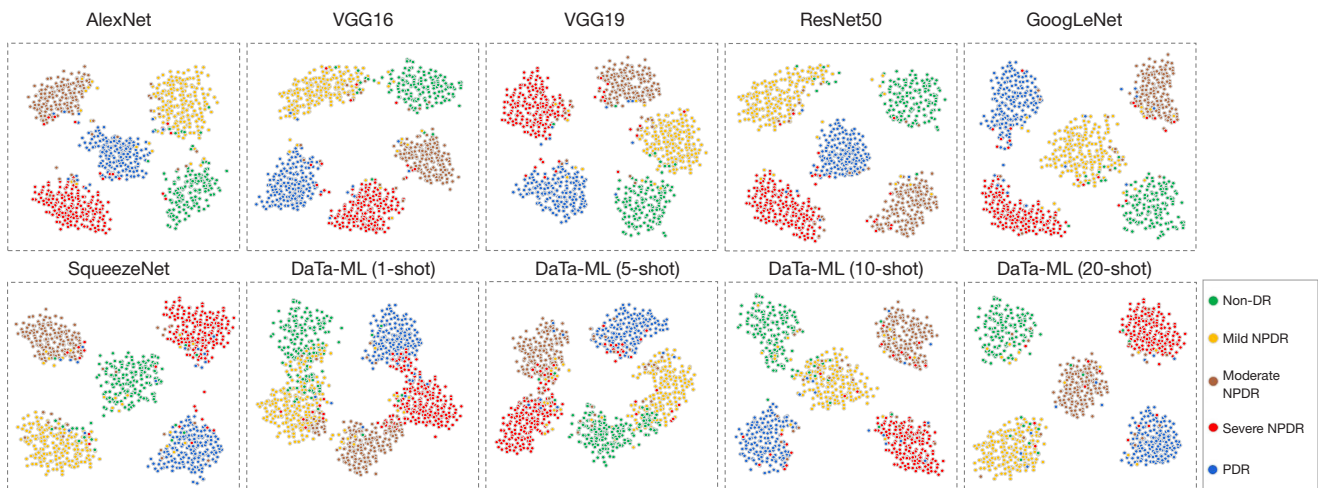 AlexNet
VGG16
VGG19
ResNet50
GoogLeNet
SqueezeNet
DaTa-ML (1-shot)
DaTa-ML (5-shot)
DaTa-ML (10-shot)
DaTa-ML (20-shot)
Non-DR
Mild NPDR
Moderate
NPDR
Severe NPDR
PDR